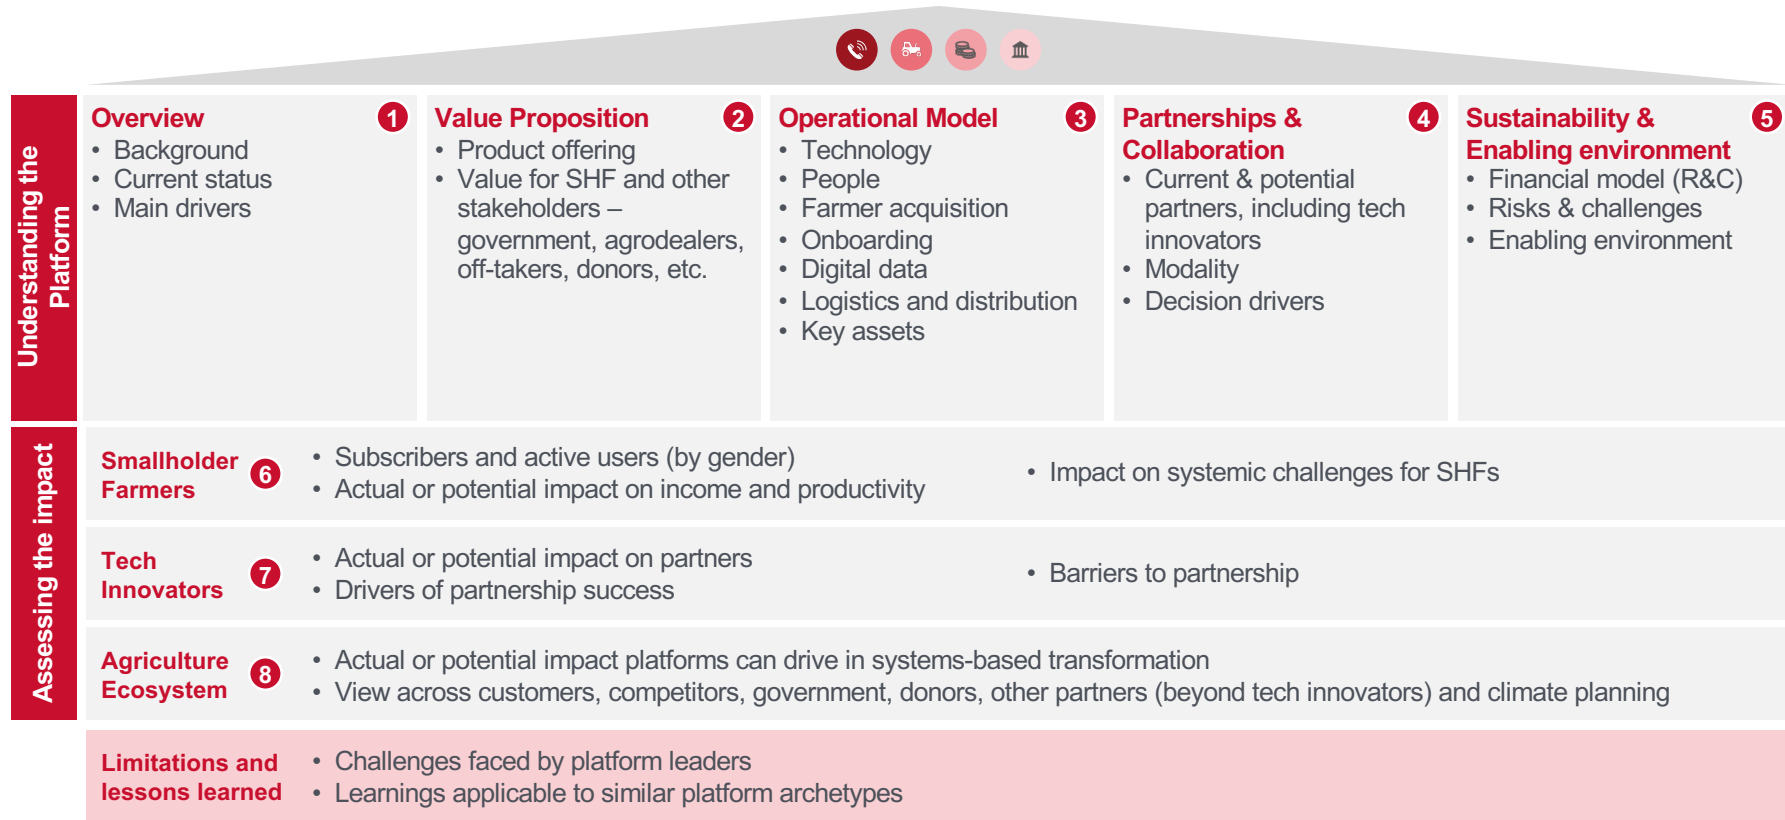 Understanding the
Platform
Overview
1
• Background
• Current status
• Main drivers
Value Proposition
2
• Product offering
• Value for SHF and other
stakeholders –
government, agrodealers,
off-takers, donors, etc.
Operational Model
3
• Technology
• People
• Farmer acquisition
• Onboarding
• Digital data
• Logistics and distribution
• Key assets
Partnerships &
Collaboration
4
• Current & potential
partners, including tech
innovators
• Modality
• Decision drivers
Sustainability &
Enabling environment
5
• Financial model (R&C)
• Risks & challenges
• Enabling environment
Assessing the impact
Smallholder
Farmers
6
• Subscribers and active users (by gender)
• Actual or potential impact on income and productivity
• Impact on systemic challenges for SHFs
Tech
Innovators
7
• Actual or potential impact on partners
• Drivers of partnership success
• Barriers to partnership
Agriculture
Ecosystem
8
• Actual or potential impact platforms can drive in systems-based transformation
• View across customers, competitors, government, donors, other partners (beyond tech innovators) and climate planning
Limitations and
lessons learned
• Challenges faced by platform leaders
• Learnings applicable to similar platform archetypes